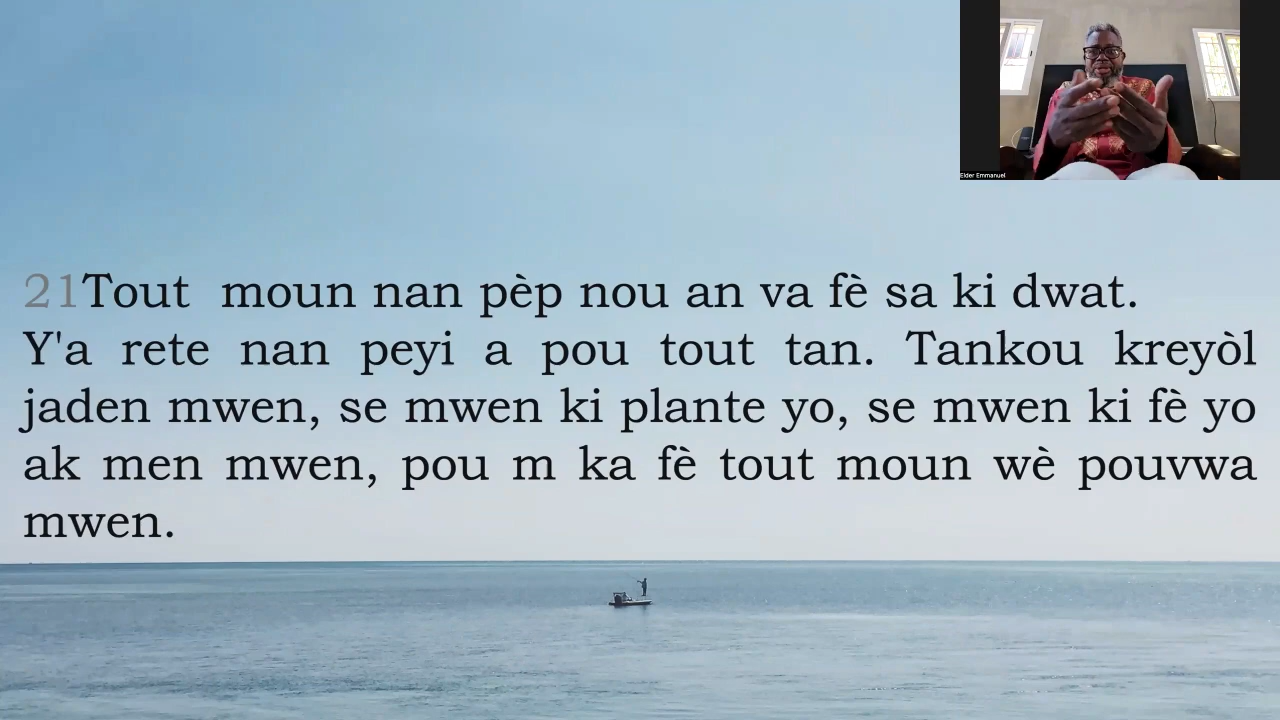 Elder Emmanuel
21Tout moun nan pèp nou an va fè sa ki dwat.
Y'a rete nan peyi a pou tout tan. Tankou kreyòl
jaden mwen, se mwen ki plante yo, se mwen ki fè yo
ak men mwen, pou m ka fè tout moun wè pouvwa
mwen.